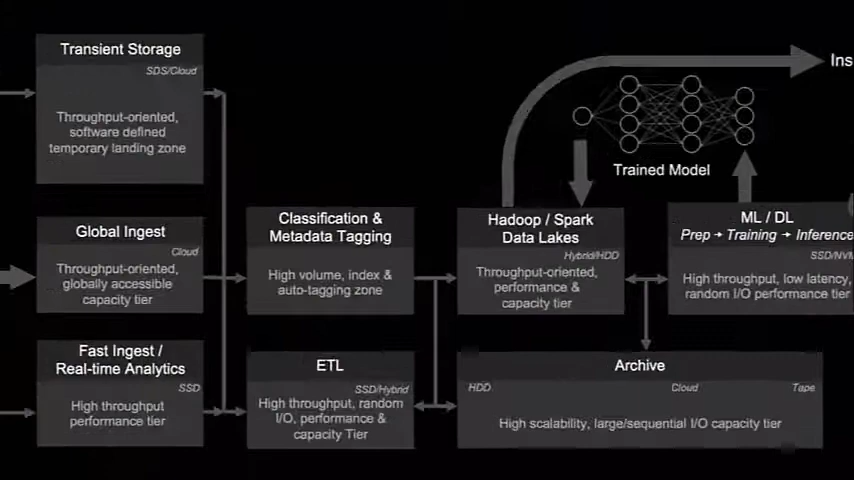 Transient Storage
SDS/Cloud
Throughput-oriented,
software defined
temporary landing zone
Ins
Trained Model
Global Ingest
Cloud
Throughput-oriented,
globally accessible
capacity tier
Classification &
Metadata Tagging
High volume, index &
auto-tagging zone
Hadoop / Spark
Data Lakes
Hybrid/HDD
Throughput-oriented,
performance &
capacity tier
ML / DL
Prep → Training → Inference
SSD/NVM
High throughput, low latency,
random I/O performance tier
Fast Ingest /
Real-time Analytics
SSD
High throughput
performance tier
ETL
SSD/Hybrid
High throughput, random
I/O, performance &
capacity Tier
Archive
HDD Cloud Tape
High scalability, large/sequential I/O capacity tier